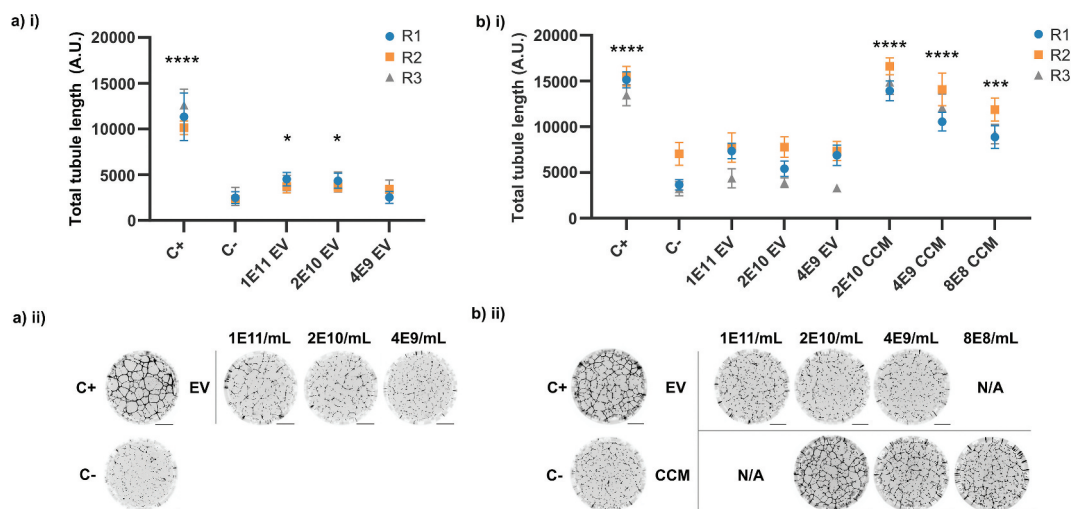 a) i)
Total tubule length (A.U.)
20000
15000
10000
5000
0
****
*
*
R1
R2
R3
C+
C-
1E11 EV
2E10 EV
4E9 EV
b) i)
Total tubule length (A.U.)
20000
15000
10000
5000
0
****
****
****
***
R1
R2
R3
C+
C-
1E11 EV
2E10 EV
4E9 EV
2E10 CCM
4E9 CCM
8E8 CCM
a) ii)
1E11/mL 2E10/mL 4E9/mL
C+ EV
C-
b) ii)
1E11/mL 2E10/mL 4E9/mL 8E8/mL
C+ EV N/A
C- CCM N/A